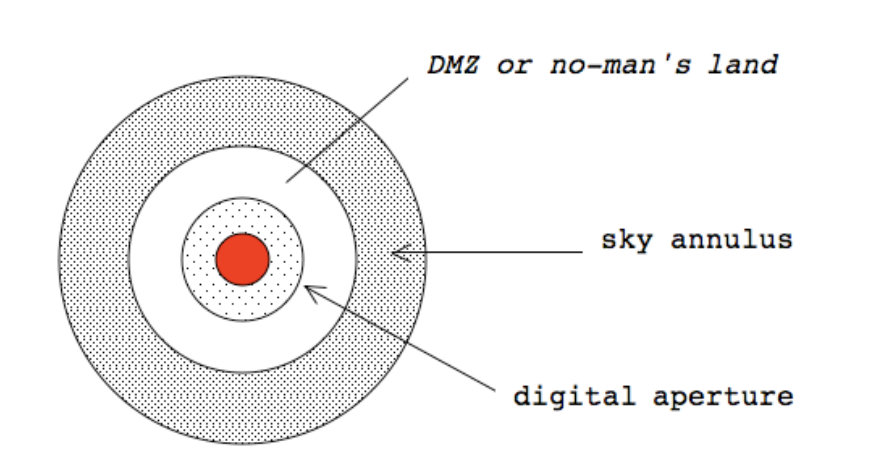 DMZ or no-man's land
sky annulus
digital aperture